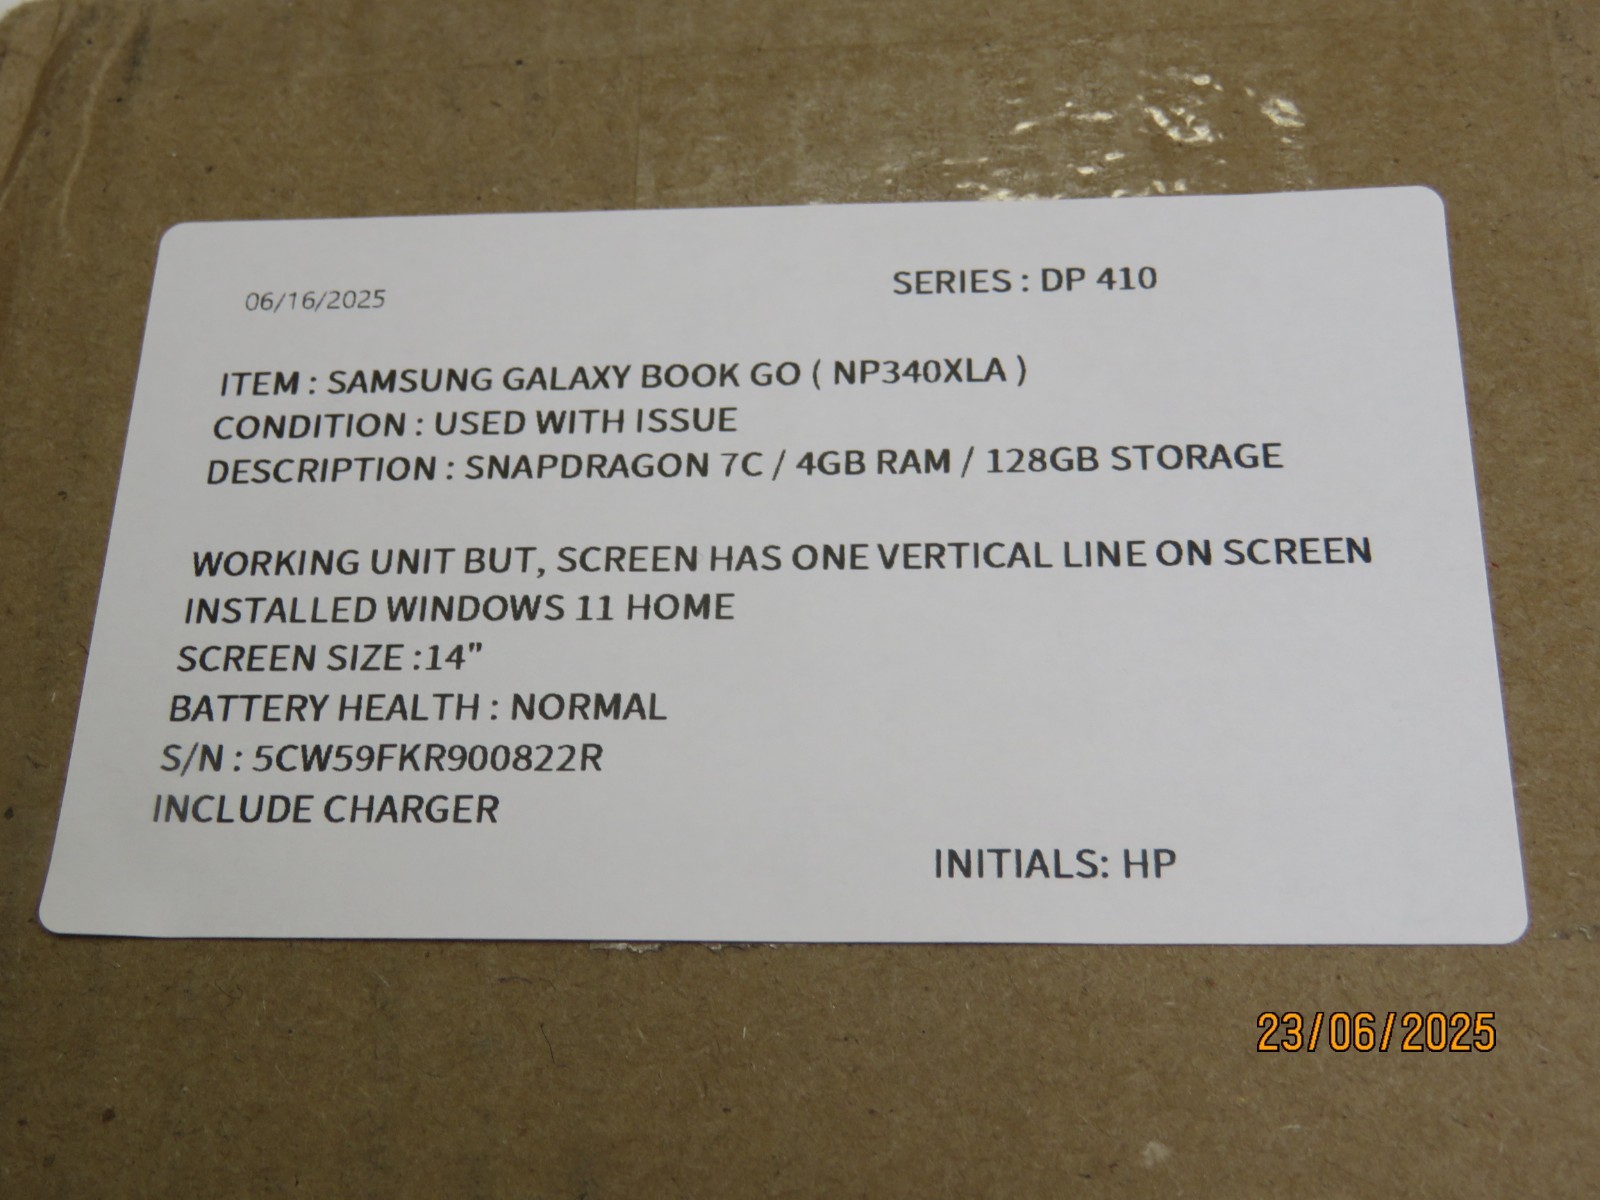 06/16/2025
SERIES : DP 410
ITEM : SAMSUNG GALAXY BOOK GO ( NP340XLA )
CONDITION : USED WITH ISSUE
DESCRIPTION : SNAPDRAGON 7C / 4GB RAM / 128GB STORAGE
WORKING UNIT BUT, SCREEN HAS ONE VERTICAL LINE ON SCREEN
INSTALLED WINDOWS 11 HOME
SCREEN SIZE :14"
BATTERY HEALTH : NORMAL
S/N : 5CW59FKR900822R
INCLUDE CHARGER
INITIALS: HP
23/06/2025